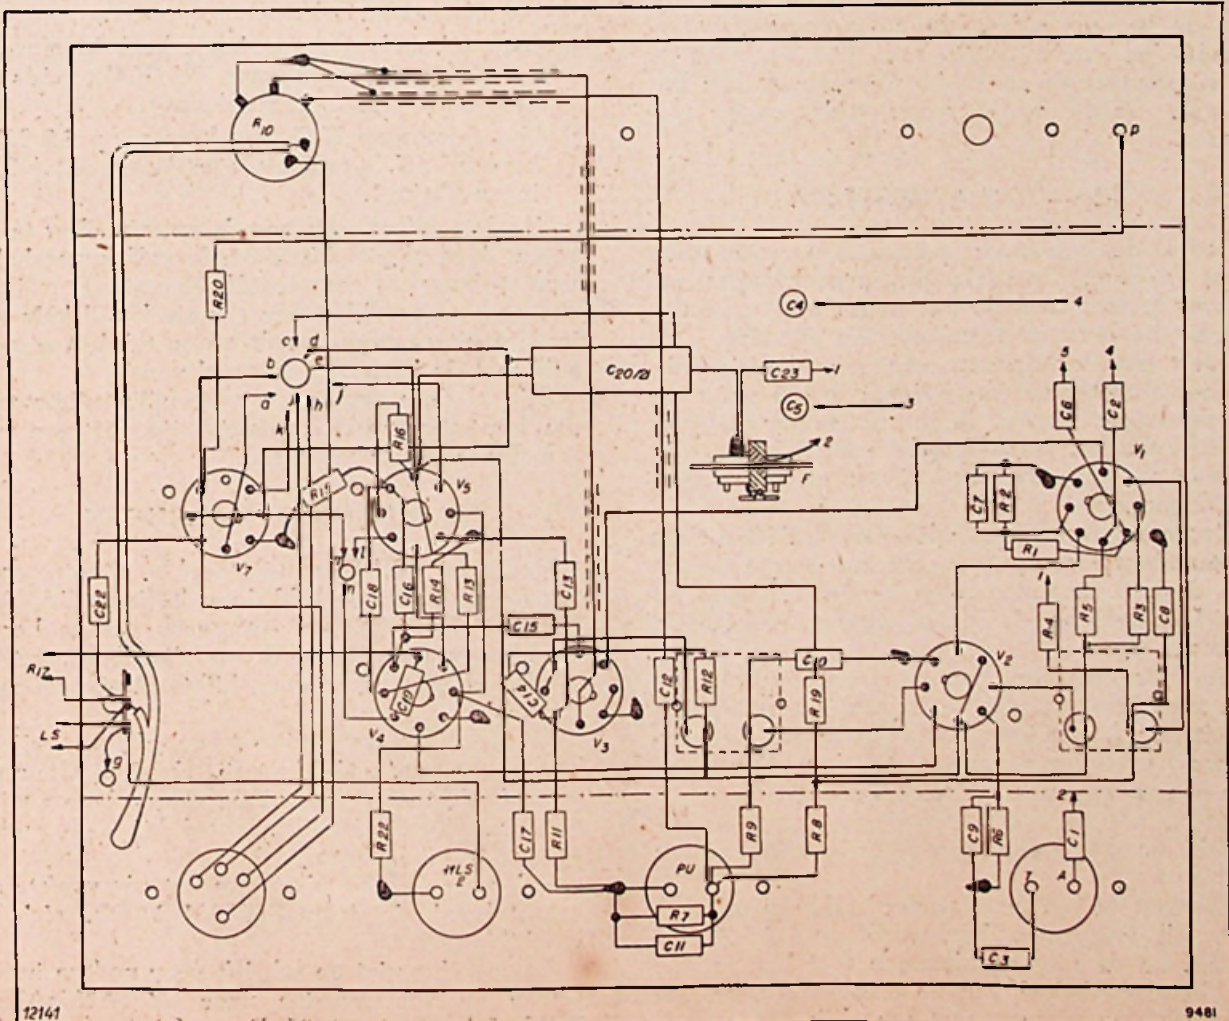 R10
p
R20
C4
4
c
d
e
b
a
i
h
j
k
C20/21
C23
1
C5
3
5
4
C6
C2
2
F
R16
V1
R15
V5
C7
R2
V7
R1
l
n
C22
C18
C16
R14
R13
C13
1
R4
R5
R3
C8
C15
R17
V2
C10
C19
C14
C12
R12
R19
LS
V4
V3
g
2
R22
C17
R11
R9
R8
C9
R6
C1
HLS
2
PU
T
A
R7
C11
C3
12141
9481